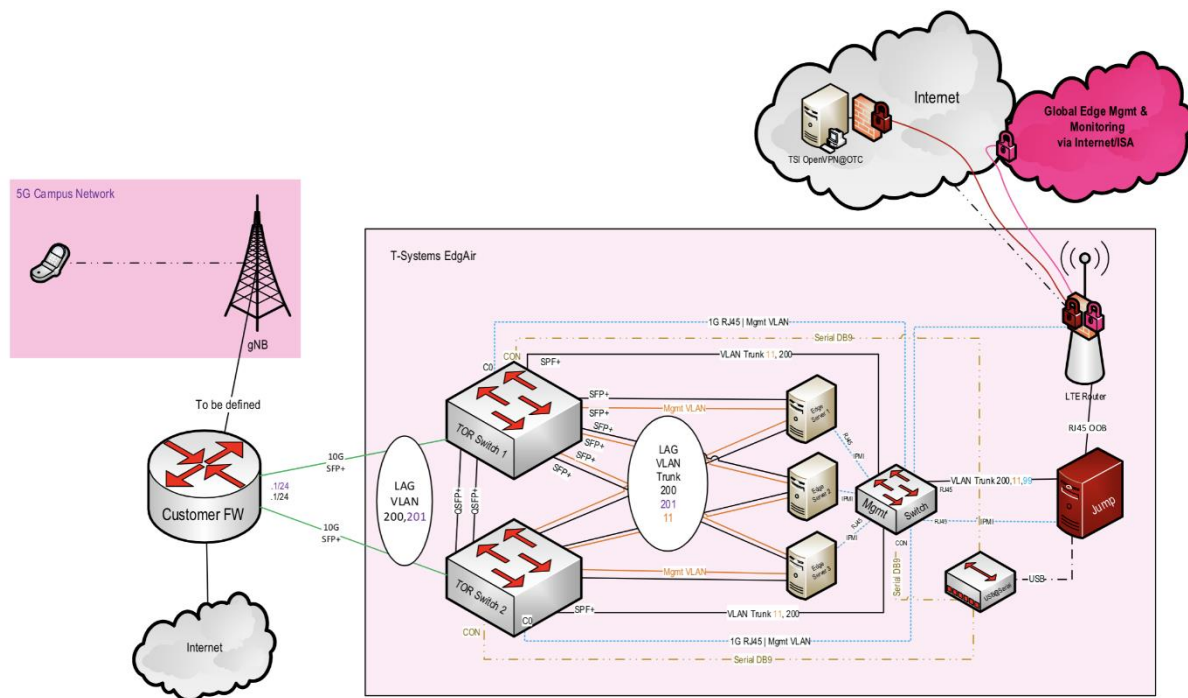 Internet
TSI OpenVPN@OTC
Global Edge Mgmt &
Monitoring
via Internet/ISA
5G Campus Network
gNB
To be defined
T-Systems EdgAir
1G RJ45 | Mgmt VLAN
Serial DB9
C0
CON
SPF+
VLAN Trunk 11, 200
LTE Router
RJ45 OOB
TOR Switch 1
SFP+
SFP+
Mgmt VLAN
SFP+
SFP+
SFP+
SFP+
Edge
Server 1
RJ45
IPMI
10G
SFP+
.1/24
.1/24
Customer FW
LAG
VLAN
200,201
QSFP+
QSFP+
LAG
VLAN
Trunk
200
201
11
Edge
Server 2
IPMI
Mgmt
Switch
RJ45
VLAN Trunk 200,11,99
RJ45
IPMI
Jump
10G
SFP+
TOR Switch 2
Mgmt VLAN
Edge
Server 3
RJ45
IPMI
CON
Serial DB9
USB
SPF+
VLAN Trunk 11, 200
C0
CON
1G RJ45 | Mgmt VLAN
Serial DB9
Internet